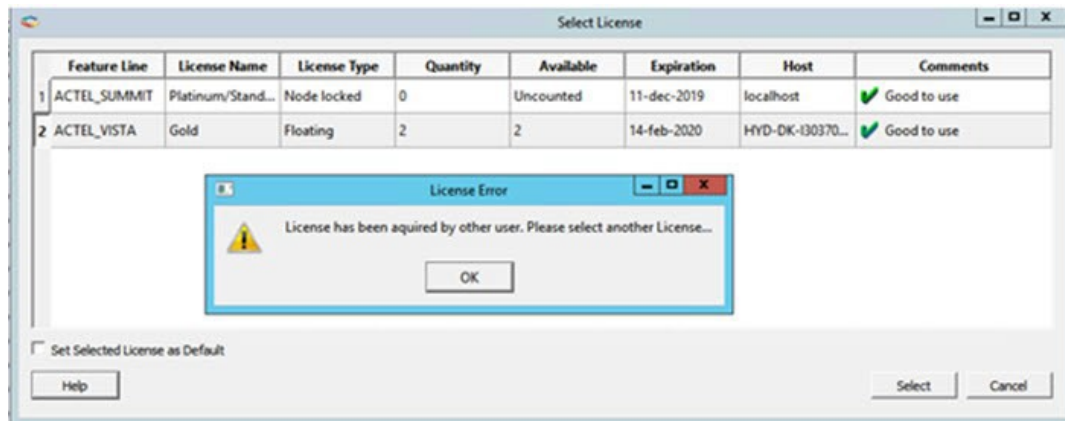 Select License
Feature Line License Name License Type Quantity Available Expiration Host Comments
1 ACTEL_SUMMIT Platinum/Stand... Node locked 0 Uncounted 11-dec-2019 localhost Good to use
2 ACTEL_VISTA Gold Floating 2 2 14-feb-2020 HYD-DK-I30370... Good to use
License Error
License has been aquired by other user. Please select another License...
OK
Set Selected License as Default
Help Select Cancel